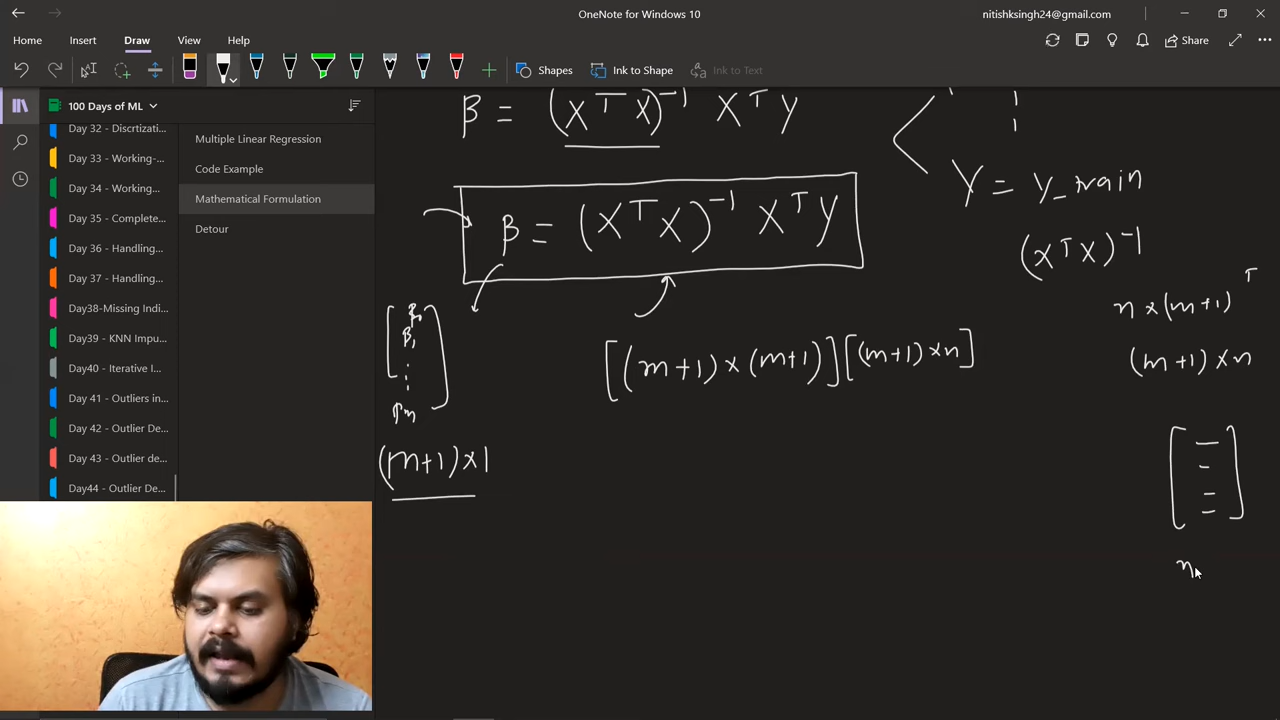 OneNote for Windows 10
nitishksingh24@gmail.com
Home Insert Draw View Help
Share
Shapes Ink to Shape Ink to Text
100 Days of ML
Day 32 - Discrtizati...
Day 33 - Working-...
Day 34 - Working...
Day 35 - Complete...
Day 36 - Handling...
Day 37 - Handling...
Day38-Missing Indi...
Day39 - KNN Impu...
Day40 - Iterative I...
Day 41 - Outliers in...
Day 42 - Outlier De...
Day 43 - Outlier de...
Day44 - Outlier De...
Multiple Linear Regression
Code Example
Mathematical Formulation
Detour
β = (XᵀX)⁻¹ XᵀY
Y = y_train
β = (XᵀX)⁻¹ XᵀY
(XᵀX)⁻¹
n×(m+1)ᵀ
(m+1)×n
[(m+1)×(m+1)][(m+1)×n]
β₀
β₁
⋮
βm
(m+1)×1
n